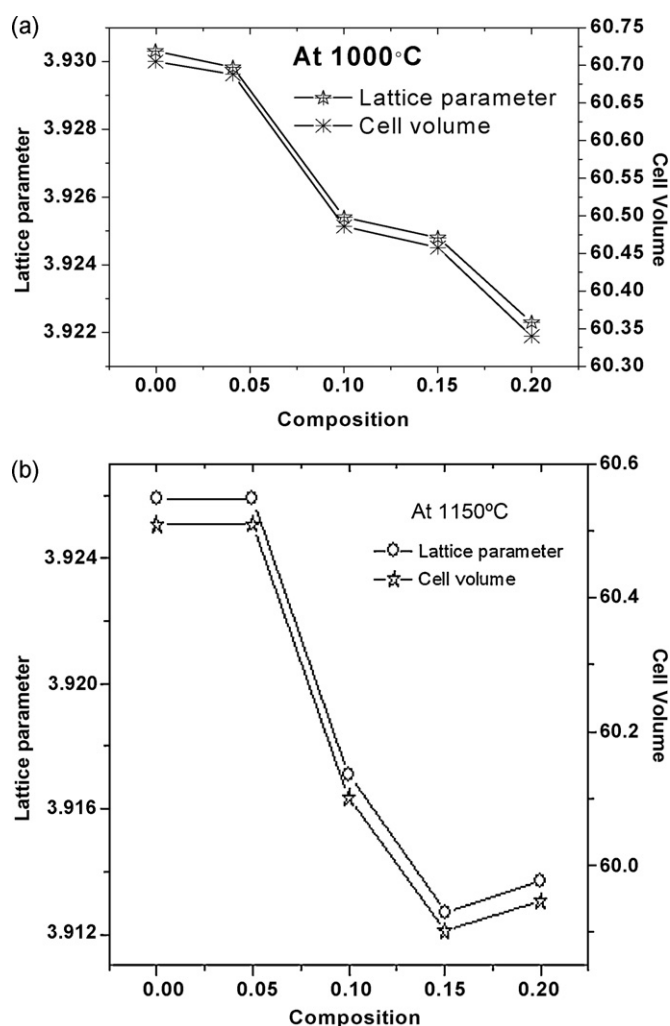 (a)
At 1000°C
Lattice parameter
Cell volume
3.930
3.928
3.926
3.924
3.922
Lattice parameter
60.75
60.70
60.65
60.60
60.55
60.50
60.45
60.40
60.35
60.30
Cell Volume
0.00 0.05 0.10 0.15 0.20
Composition
(b)
At 1150ºC
Lattice parameter
Cell volume
3.924
3.920
3.916
3.912
Lattice parameter
60.6
60.4
60.2
60.0
Cell Volume
0.00 0.05 0.10 0.15 0.20
Composition